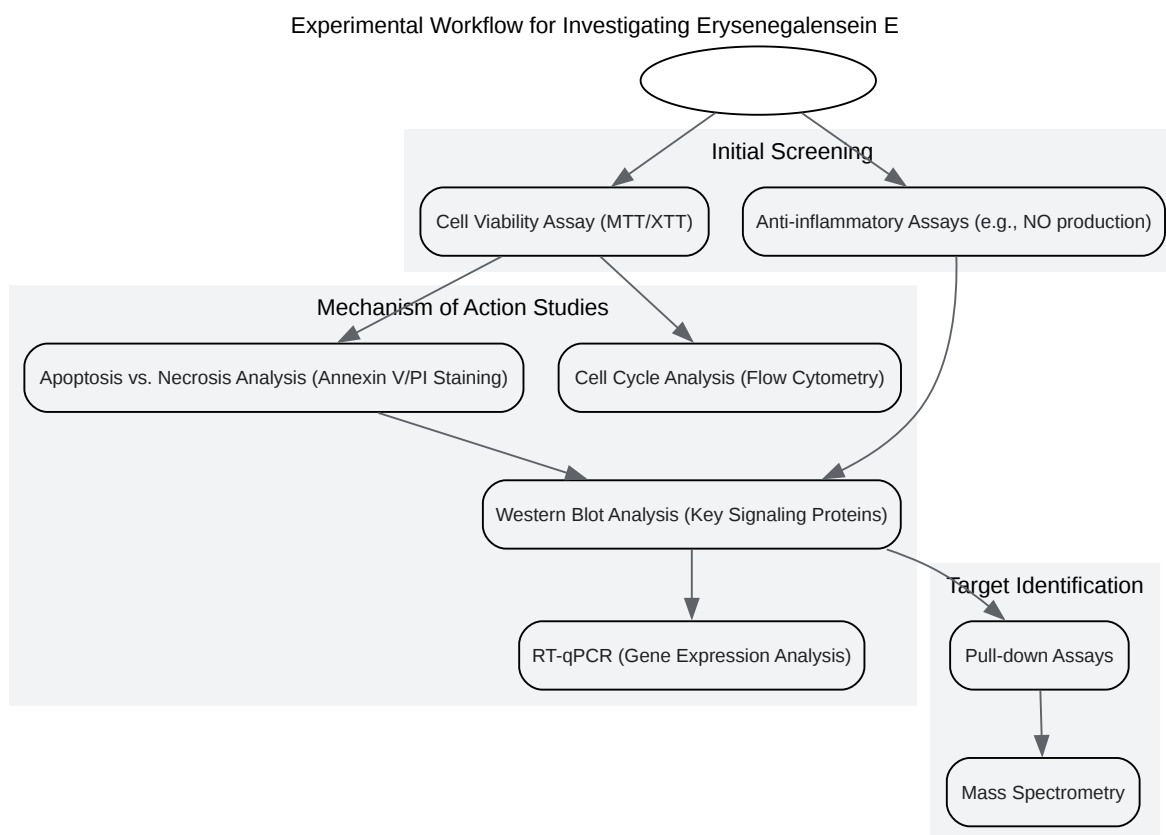 Experimental Workflow for Investigating Erysenegalensein E
Initial Screening
Cell Viability Assay (MTT/XTT)
Anti-inflammatory Assays (e.g., NO production)
Mechanism of Action Studies
Apoptosis vs. Necrosis Analysis (Annexin V/PI Staining)
Cell Cycle Analysis (Flow Cytometry)
Western Blot Analysis (Key Signaling Proteins)
RT-qPCR (Gene Expression Analysis)
Target Identification
Pull-down Assays
Mass Spectrometry